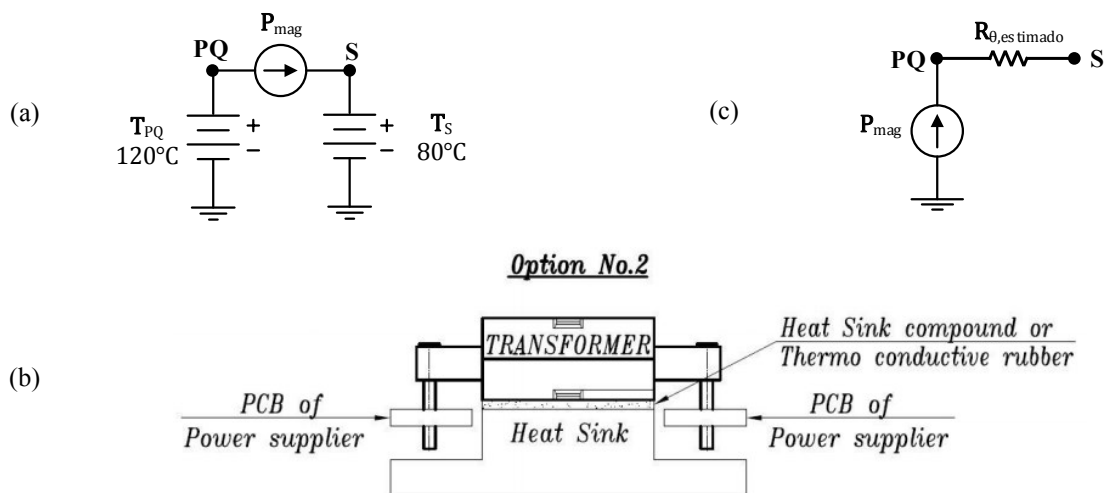 (a)
P_mag
PQ
S
T_PQ
120°C
+
−
+
−
T_S
80°C
(c)
R_θ,estimado
PQ
S
P_mag
(b)
Option No.2
TRANSFORMER
Heat Sink compound or
Thermo conductive rubber
PCB of
Power supplier
Heat Sink
PCB of
Power supplier